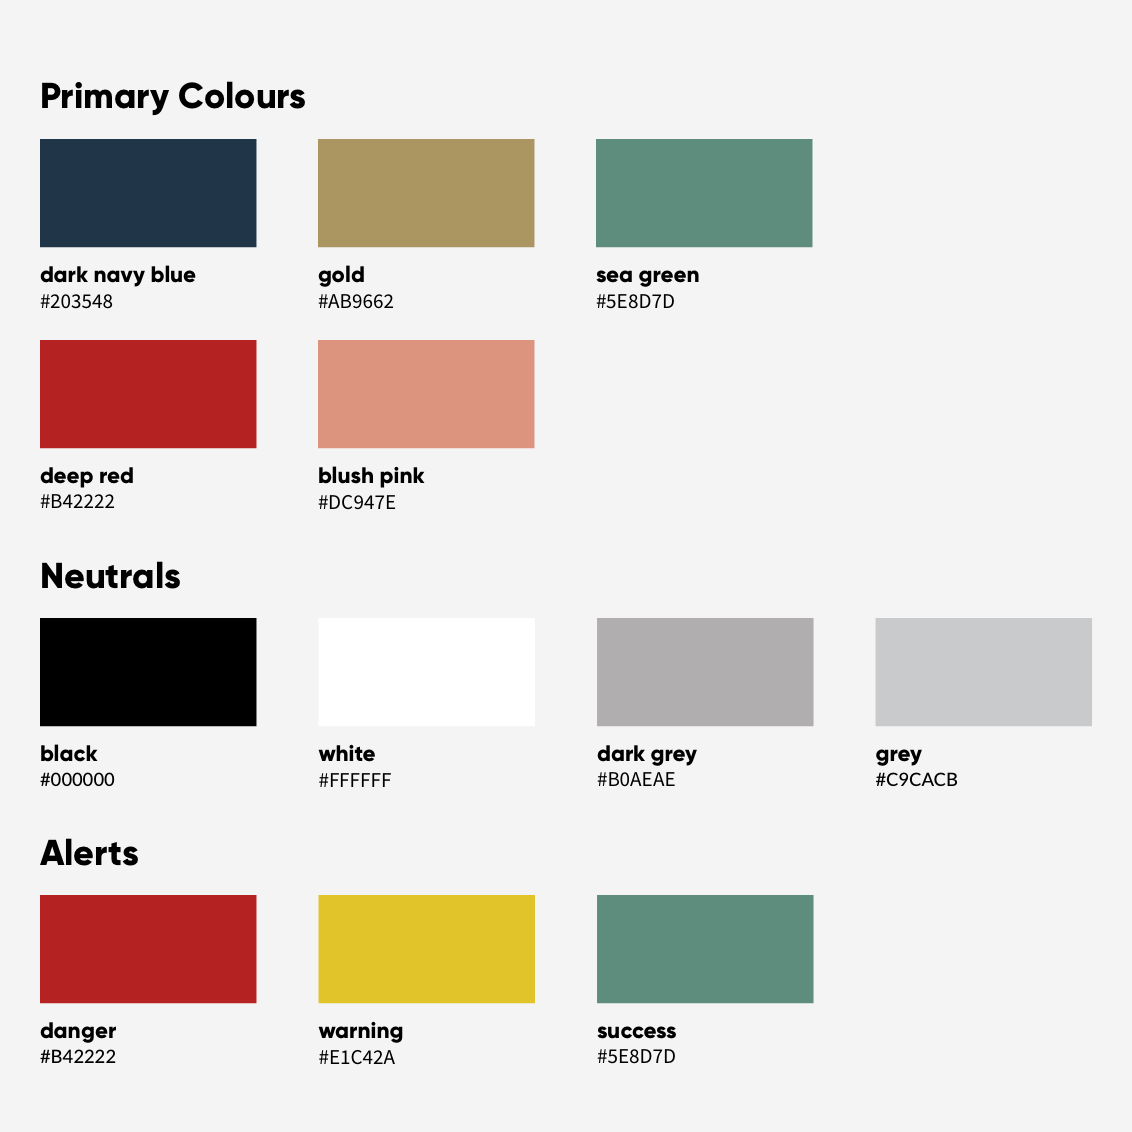 Primary Colours
dark navy blue
#203548
gold
#AB9662
sea green
#5E8D7D
deep red
#B42222
blush pink
#DC947E
Neutrals
black
#000000
white
#FFFFFF
dark grey
#B0AEAE
grey
#C9CACB
Alerts
danger
#B42222
warning
#E1C42A
success
#5E8D7D